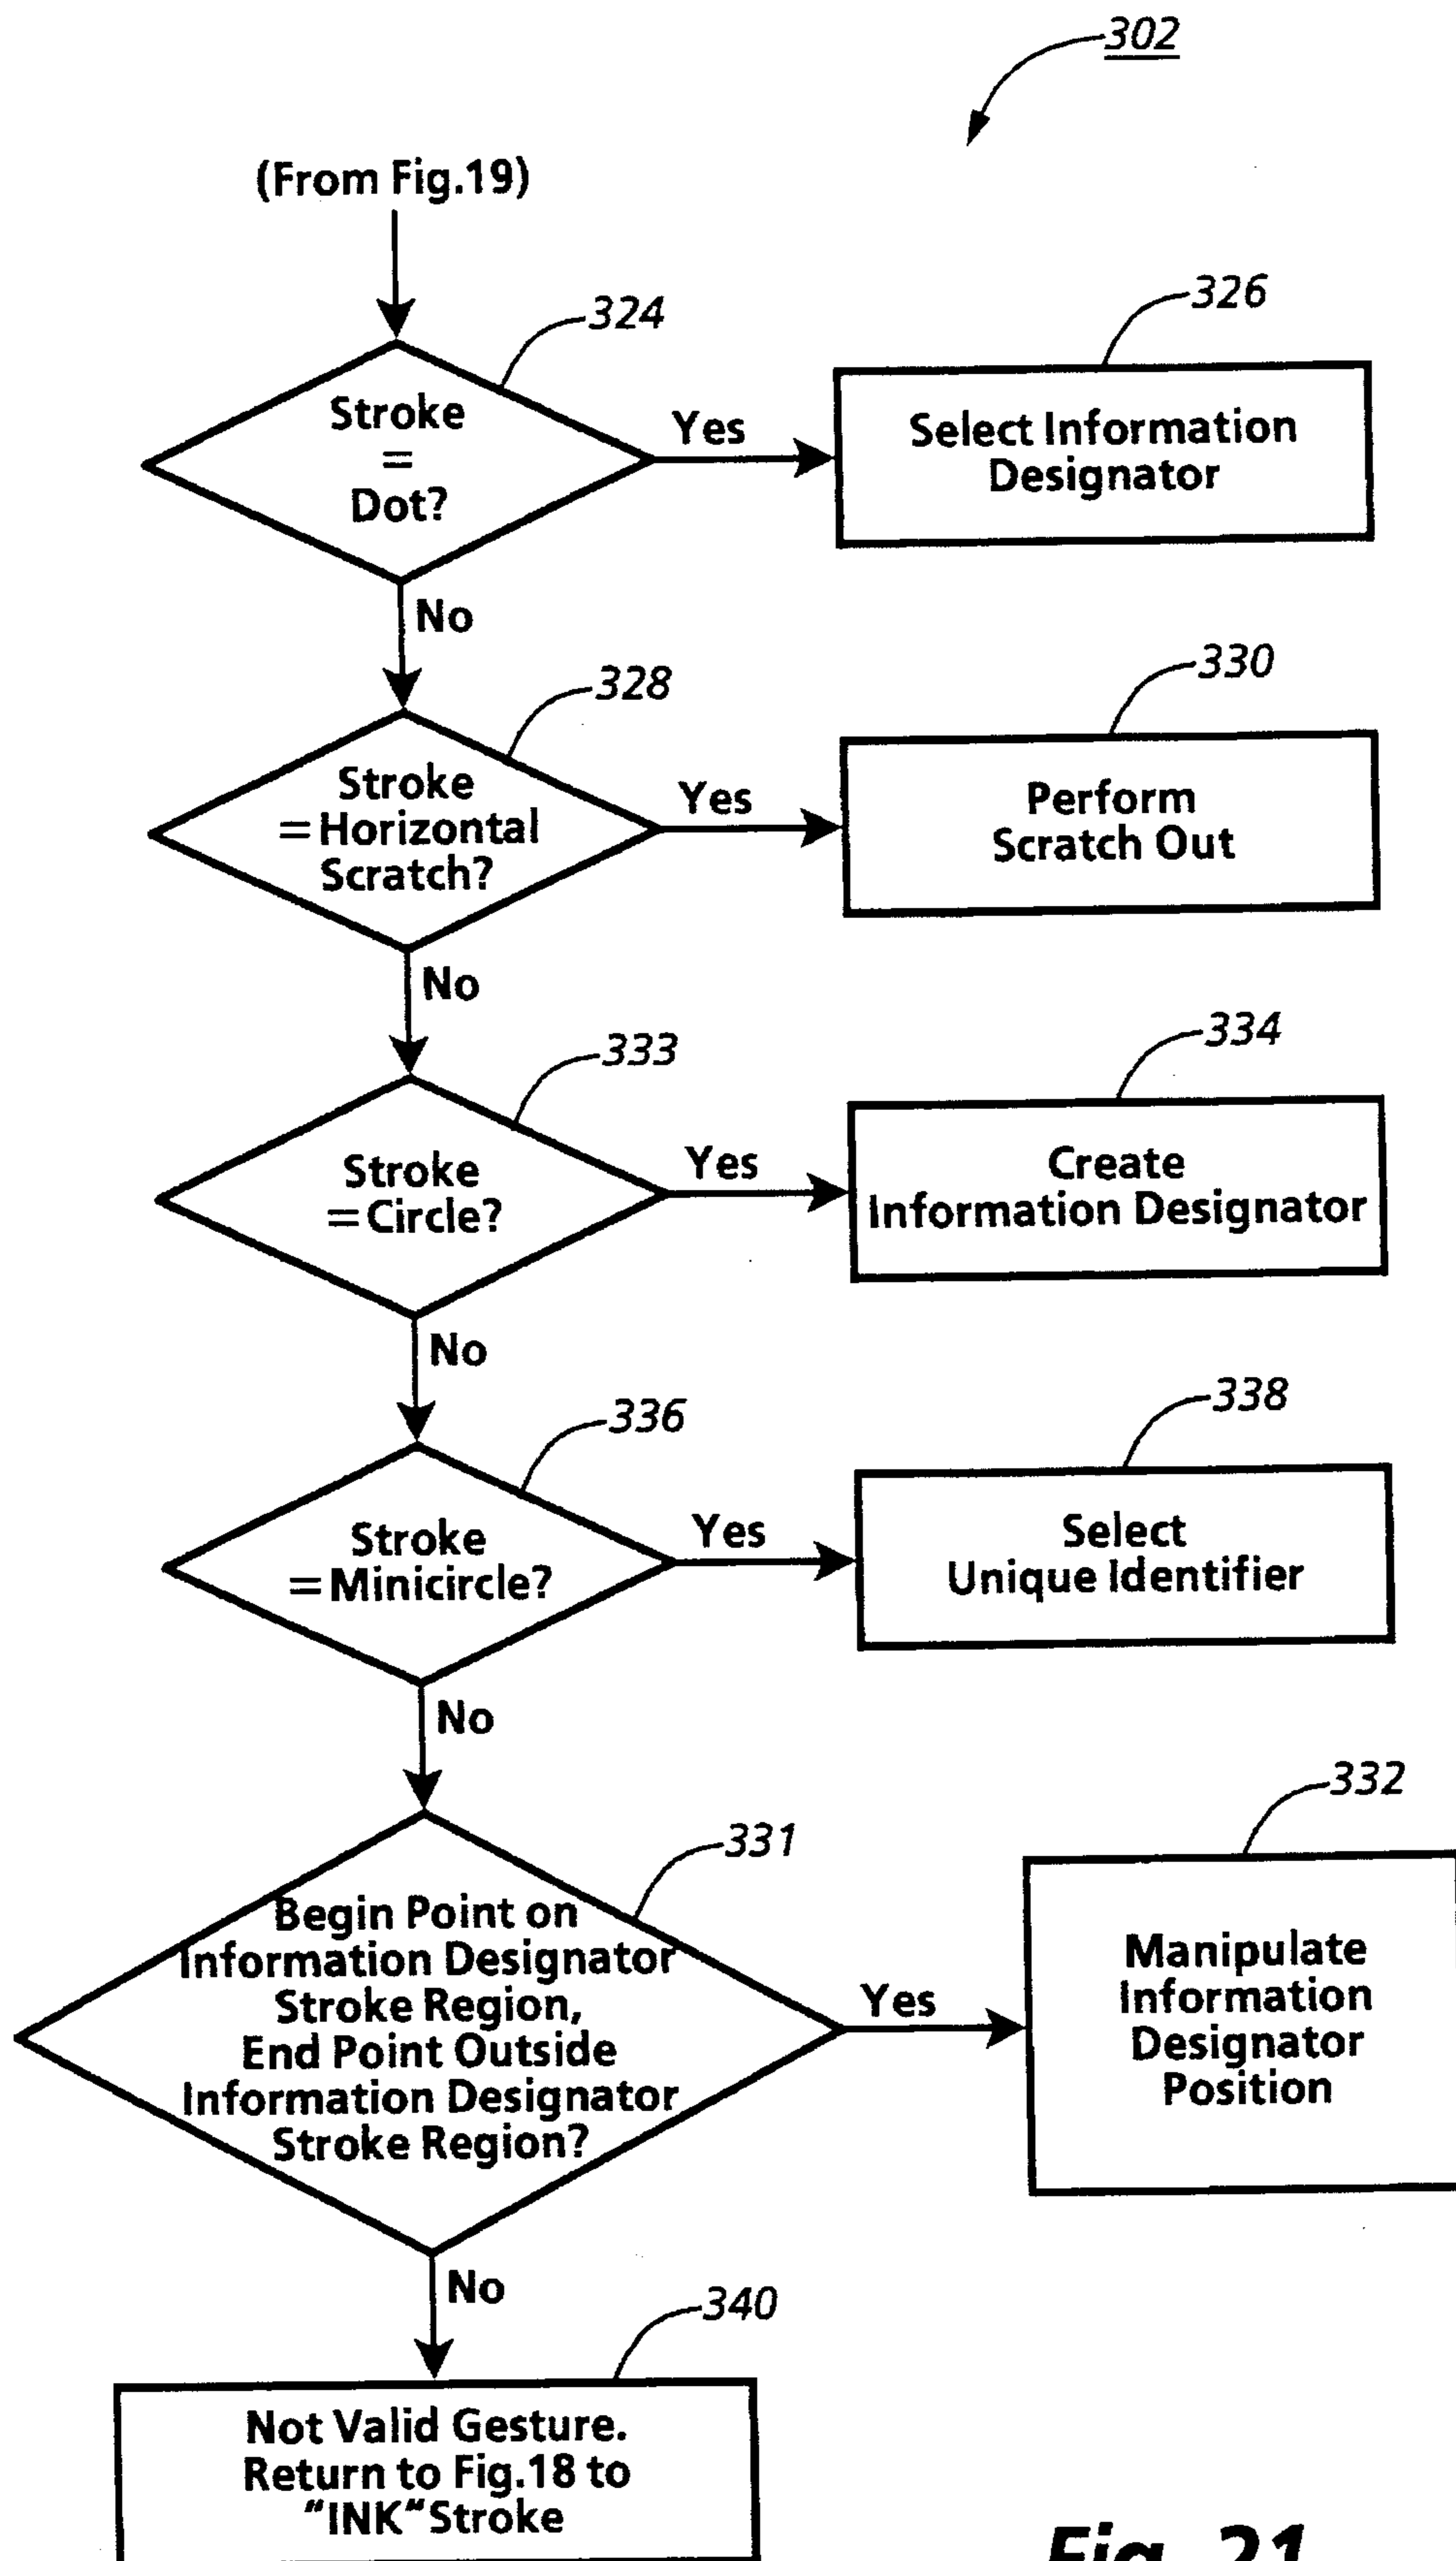 302
(From Fig.19)
324
326
Stroke
=
Dot?
Yes
Select Information
Designator
No
328
330
Stroke
=Horizontal
Scratch?
Yes
Perform
Scratch Out
No
333
334
Stroke
=Circle?
Yes
Create
Information Designator
No
336
338
Stroke
=Minicircle?
Yes
Select
Unique Identifier
No
331
332
Begin Point on
Information Designator
Stroke Region,
End Point Outside
Information Designator
Stroke Region?
Yes
Manipulate
Information
Designator
Position
No
340
Not Valid Gesture.
Return to Fig.18 to
"INK" Stroke
Fig. 21